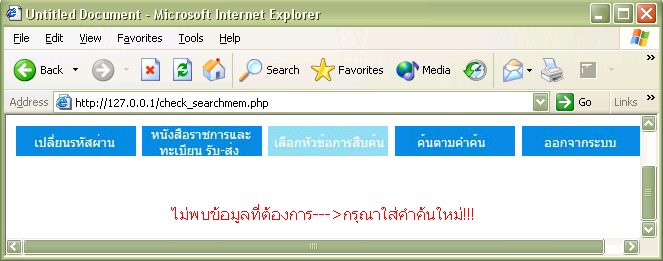 Untitled Document - Microsoft Internet Explorer
File Edit View Favorites Tools Help
Back Search Favorites Media
Address http://127.0.0.1/check_searchmem.php Go Links
เปลี่ยนรหัสผ่าน
หนังสือราชการและ
ทะเบียน รับ-ส่ง
เลือกหัวข้อการสืบค้น
ค้นตามคำค้น
ออกจากระบบ
ไม่พบข้อมูลที่ต้องการ--->กรุณาใส่คำค้นใหม่!!!